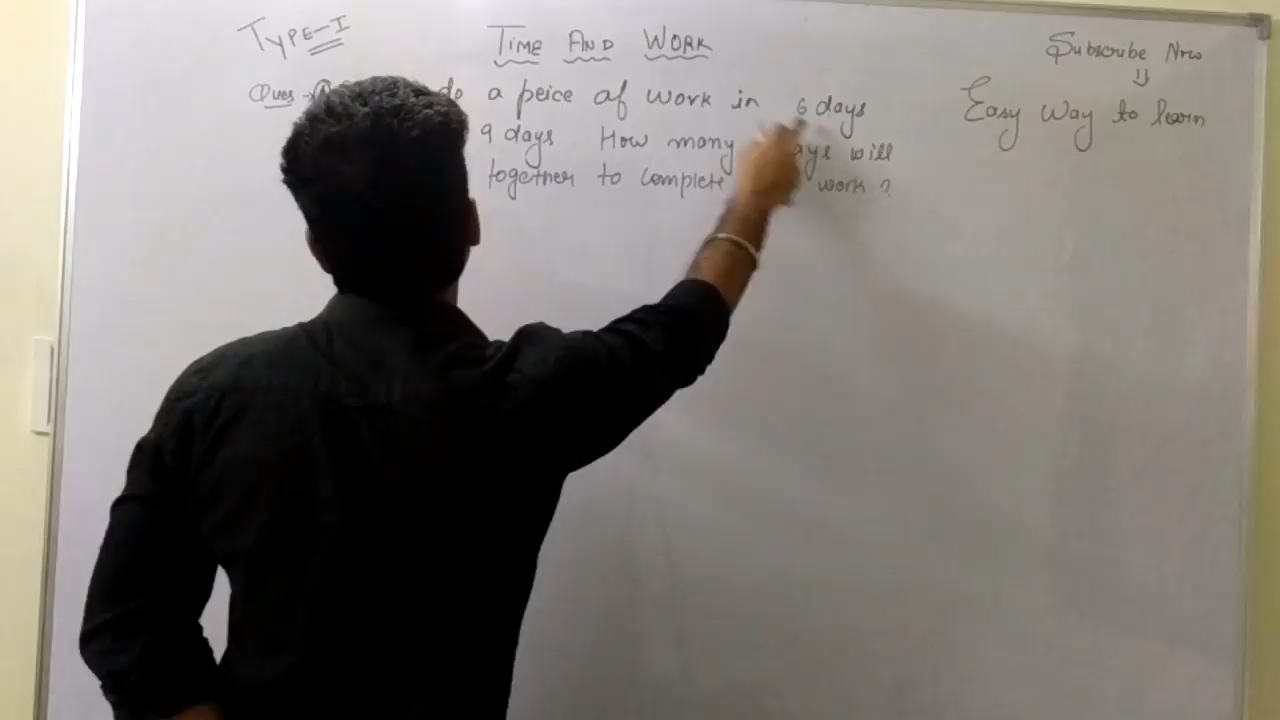 TYPE-I
TIME AND WORK
Subscribe Now
Easy Way to learn
Ques → do a peice of work in 6 days
9 days. How many days will
together to complete work?